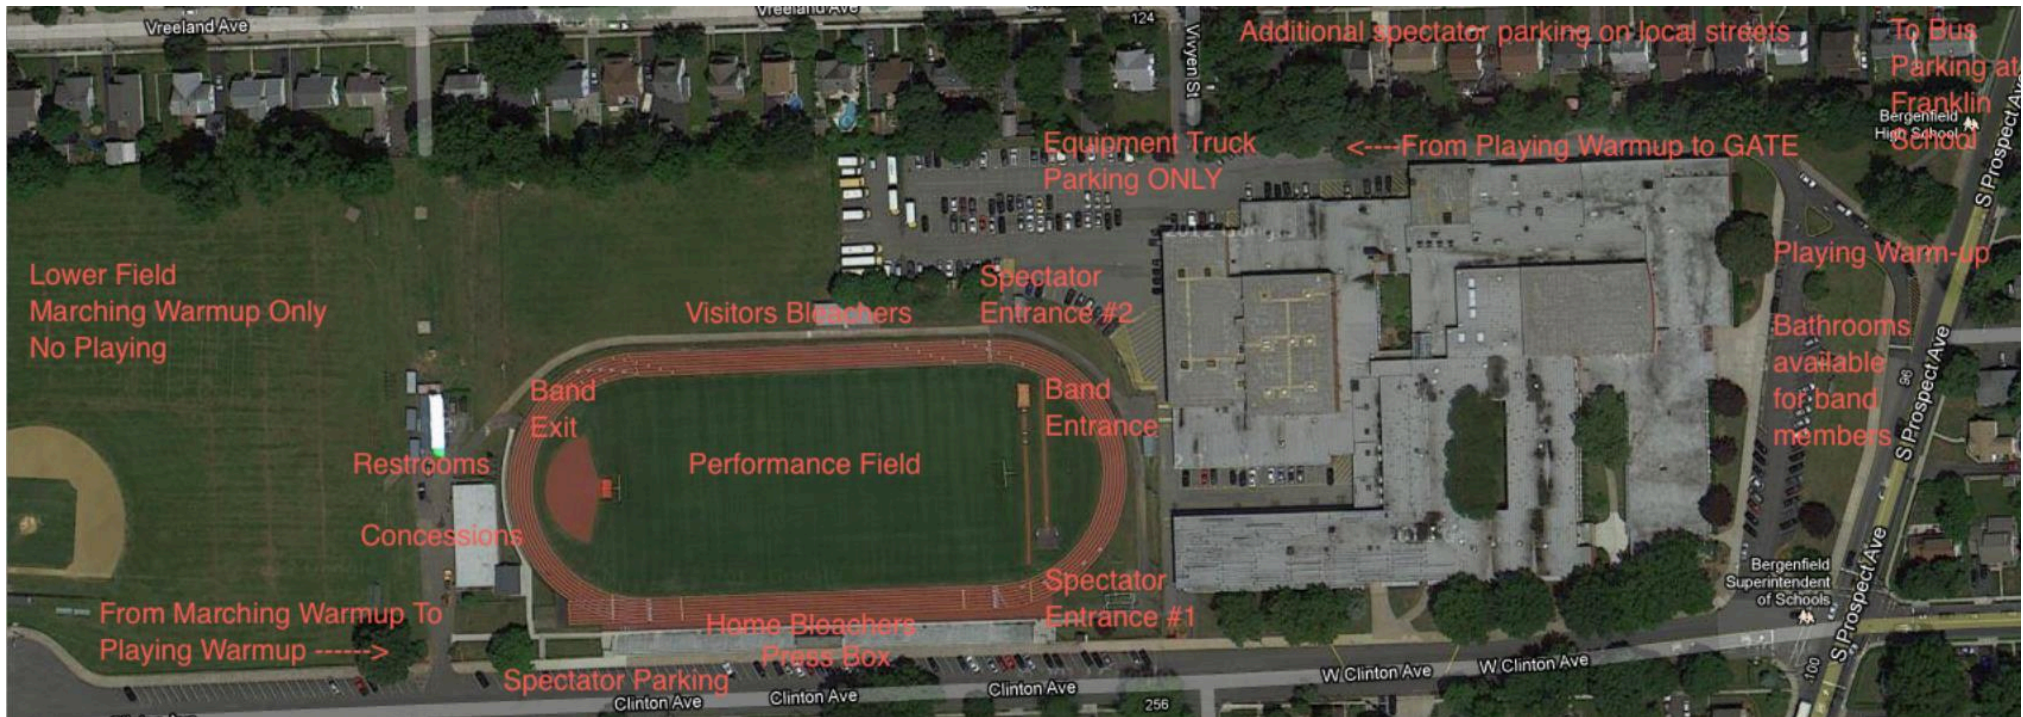 Vreeland Ave
Vreeland Ave
124
Vivyen St
Additional spectator parking on local streets
To Bus
Parking at
Franklin
School
Bergenfield
High School
S Prospect Ave
Equipment Truck
Parking ONLY
<----From Playing Warmup to GATE
Lower Field
Marching Warmup Only
No Playing
Visitors Bleachers
Spectator
Entrance #2
Playing Warm-up
Bathrooms
available
for band
members
96
S Prospect Ave
Band
Exit
Band
Entrance
Restrooms
Performance Field
Concessions
From Marching Warmup To
Playing Warmup ------>
Home Bleachers
Press Box
Spectator
Entrance #1
Bergenfield
Superintendent
of Schools
S Prospect Ave
100
Spectator Parking
Clinton Ave
Clinton Ave
Clinton Ave
256
W Clinton Ave
W Clinton Ave